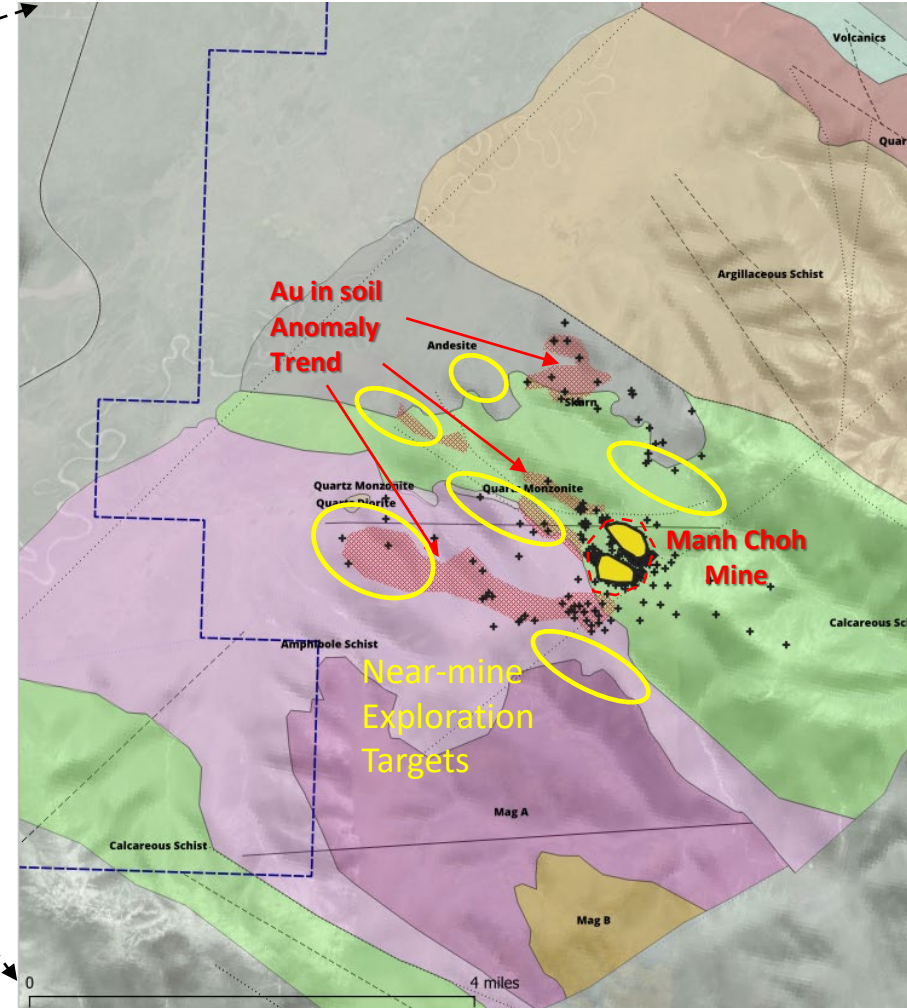 Volcanics
Quar
Argillaceous Schist
Au in soil
Anomaly
Trend
Andesite
Skarn
Quartz Monzonite
Quartz Monzonite
Quartz Diorite
Manh Choh
Mine
Calcareous Sc
Amphibole Schist
Near-mine
Exploration
Targets
Mag A
Calcareous Schist
Mag B
0
4 miles